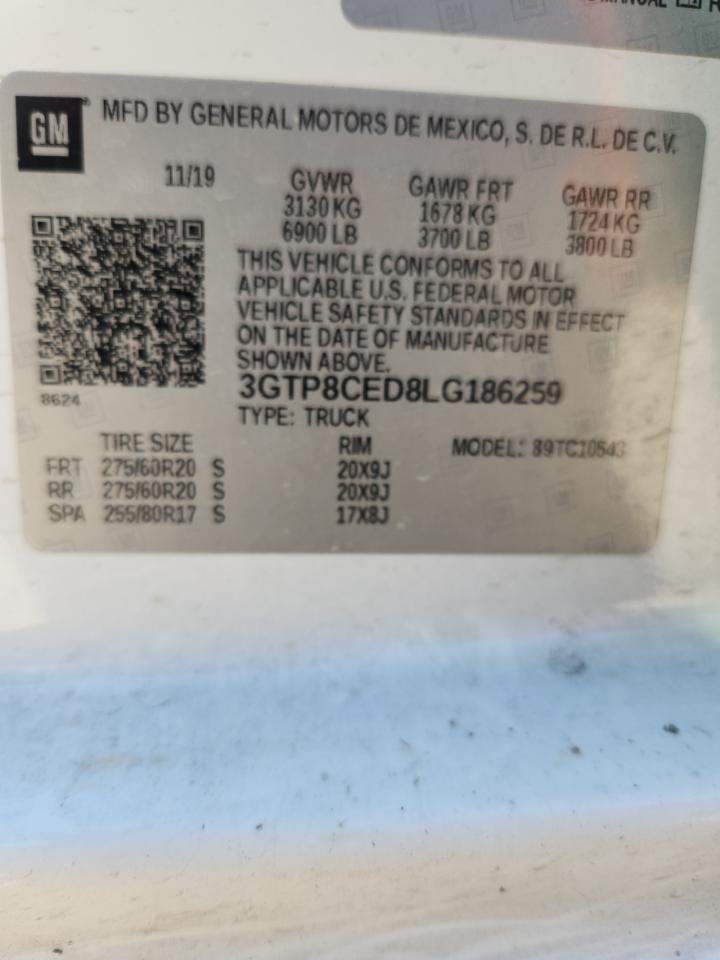 MANUAL
GM
MFD BY GENERAL MOTORS DE MEXICO, S. DE R.L. DE C.V.
11/19 GVWR GAWR FRT GAWR RR
3130 KG 1678 KG 1724 KG
6900 LB 3700 LB 3800 LB
THIS VEHICLE CONFORMS TO ALL
APPLICABLE U.S. FEDERAL MOTOR
VEHICLE SAFETY STANDARDS IN EFFECT
ON THE DATE OF MANUFACTURE
SHOWN ABOVE.
8624
3GTP8CED8LG186259
TYPE: TRUCK
TIRE SIZE RIM MODEL: 89TC10543
FRT 275/60R20 S 20X9J
RR 275/60R20 S 20X9J
SPA 255/80R17 S 17X8J